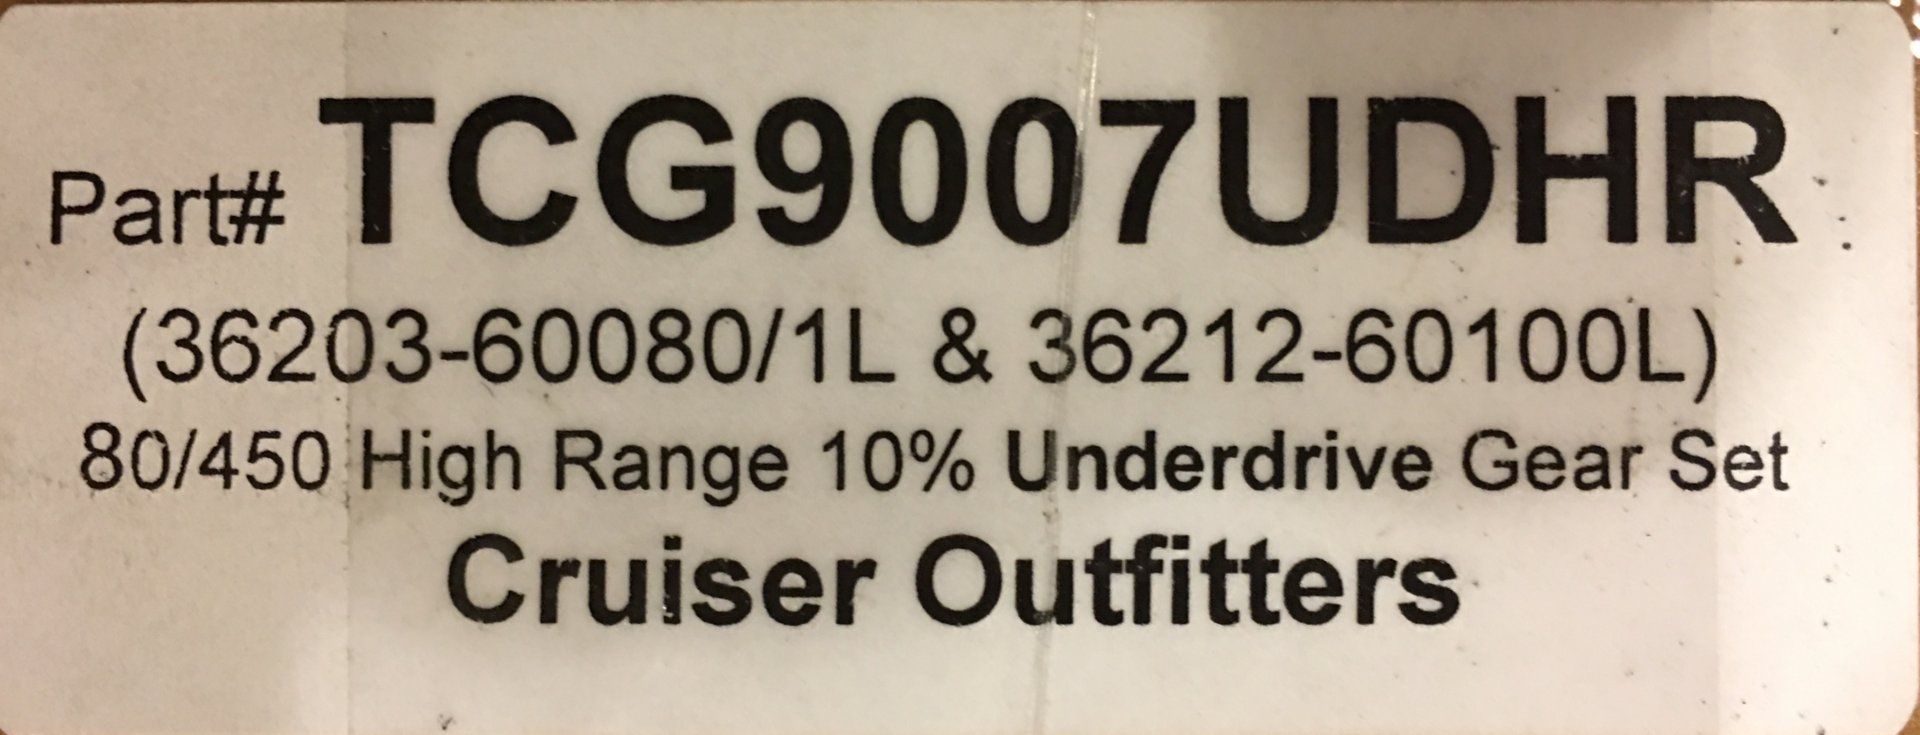 Part# TCG9007UDHR
(36203-60080/1L & 36212-60100L)
80/450 High Range 10% Underdrive Gear Set
Cruiser Outfitters